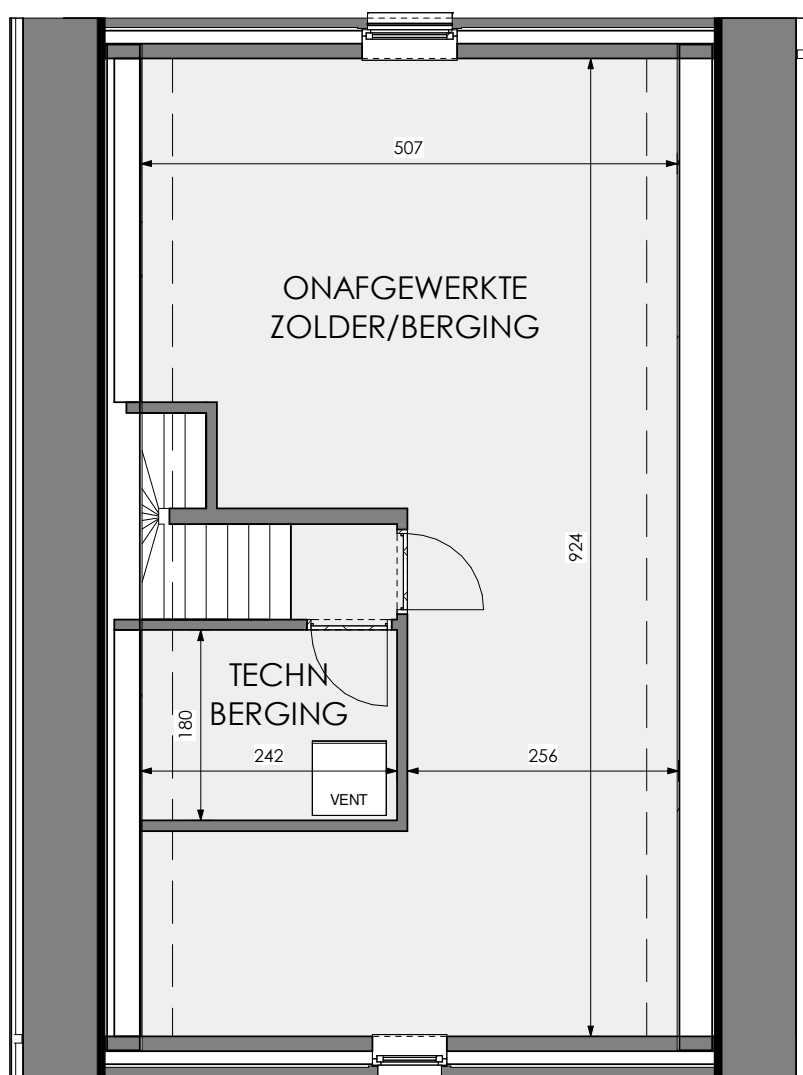 507
ONAFGEWERKTE
ZOLDER/BERGING
924
TECHN
BERGING
180
242
256
VENT